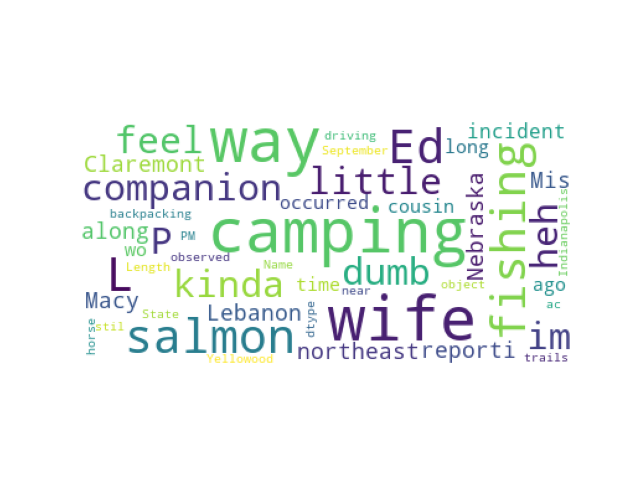 feel
way
driving
September
Ed
long
incident
Claremont
companion
little
Mis
occurred
cousin
Nebraska
fishing
heh
Indianapolis
backpacking
along
wo
P
PM
observed
camping
L
Length
kinda
Name
time
near
dumb
object
ago
ac
Macy
State
Lebanon
dtype
wife
im
stil
salmon
horse
Yellowood
northeast
reporti
trails